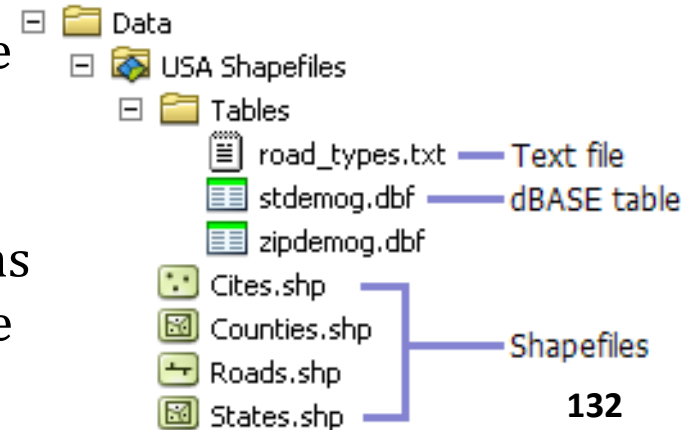 Data
e
USA Shapefiles
Tables
road_types.txt Text file
stdemog.dbf dBASE table
zipdemog.dbf
Cites.shp
Counties.shp
Shapefiles
Roads.shp
States.shp
132